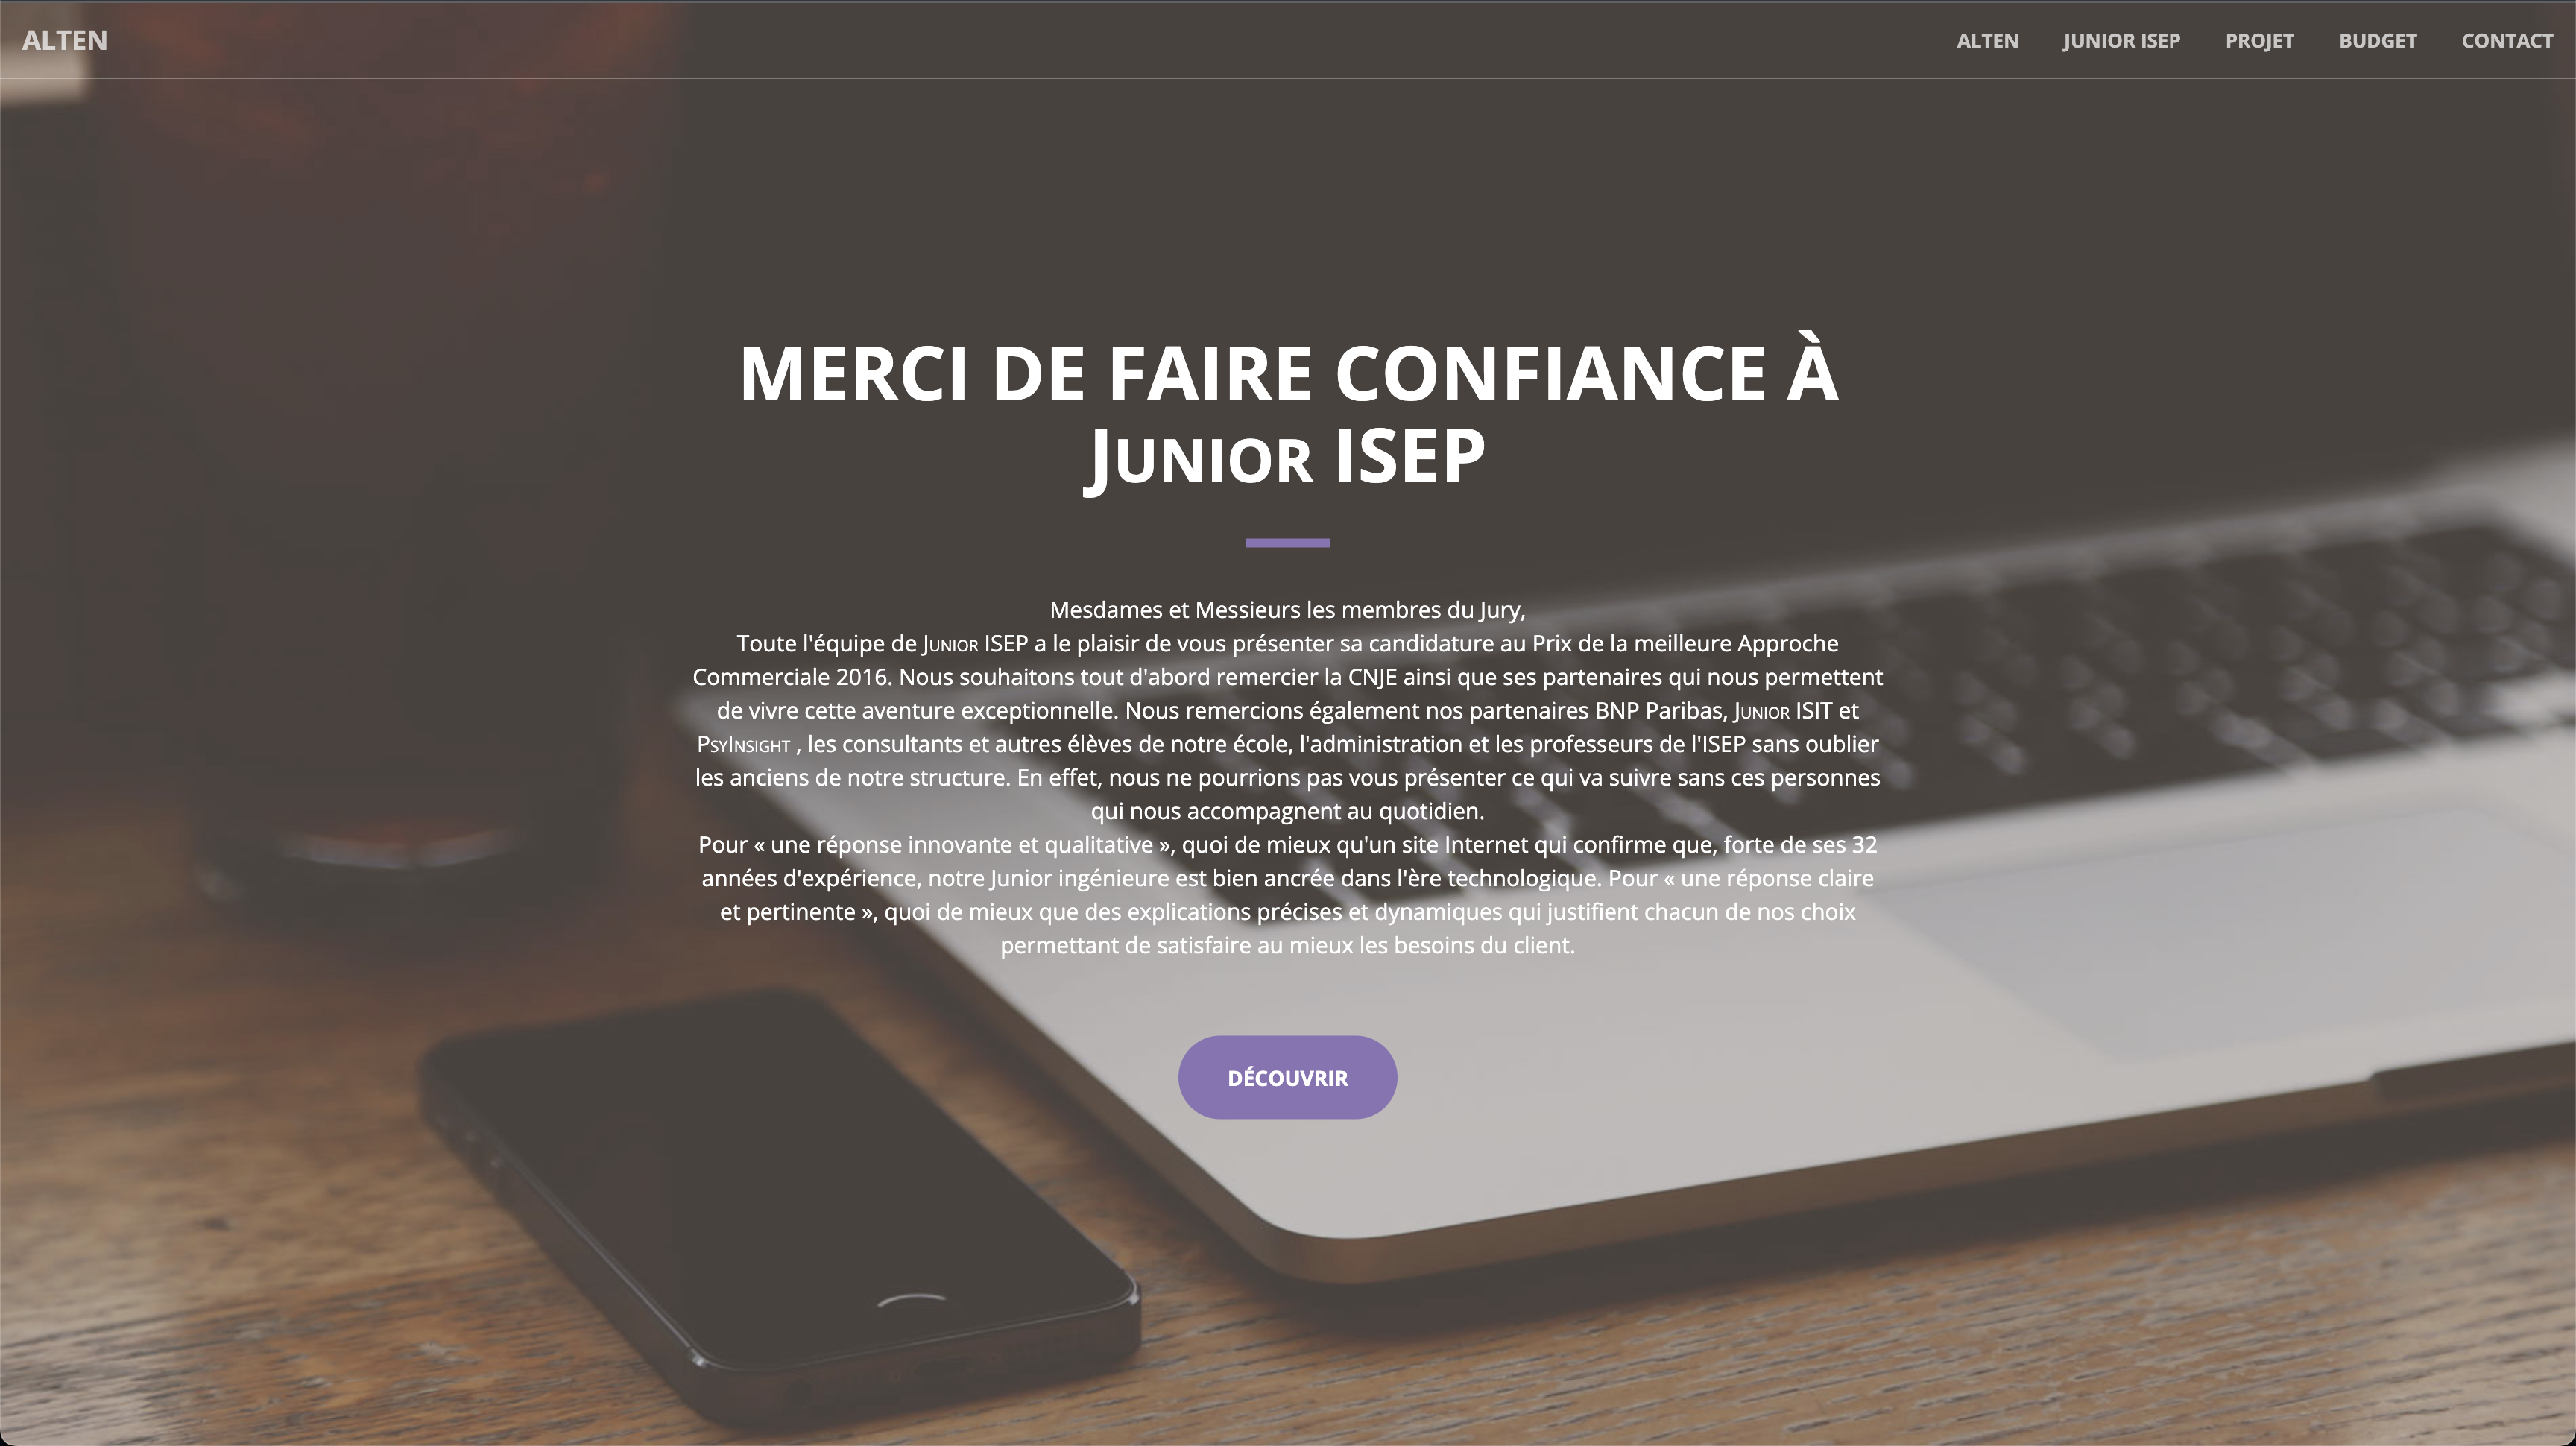 ALTEN
ALTEN JUNIOR ISEP PROJET BUDGET CONTACT
MERCI DE FAIRE CONFIANCE À
JUNIOR ISEP
Mesdames et Messieurs les membres du Jury,
Toute l'équipe de JUNIOR ISEP a le plaisir de vous présenter sa candidature au Prix de la meilleure Approche
Commerciale 2016. Nous souhaitons tout d'abord remercier la CNJE ainsi que ses partenaires qui nous permettent
de vivre cette aventure exceptionnelle. Nous remercions également nos partenaires BNP Paribas, JUNIOR ISIT et
PSYINSIGHT , les consultants et autres élèves de notre école, l'administration et les professeurs de l'ISEP sans oublier
les anciens de notre structure. En effet, nous ne pourrions pas vous présenter ce qui va suivre sans ces personnes
qui nous accompagnent au quotidien.
Pour « une réponse innovante et qualitative », quoi de mieux qu'un site Internet qui confirme que, forte de ses 32
années d'expérience, notre Junior ingénieure est bien ancrée dans l'ère technologique. Pour « une réponse claire
et pertinente », quoi de mieux que des explications précises et dynamiques qui justifient chacun de nos choix
permettant de satisfaire au mieux les besoins du client.
DÉCOUVRIR